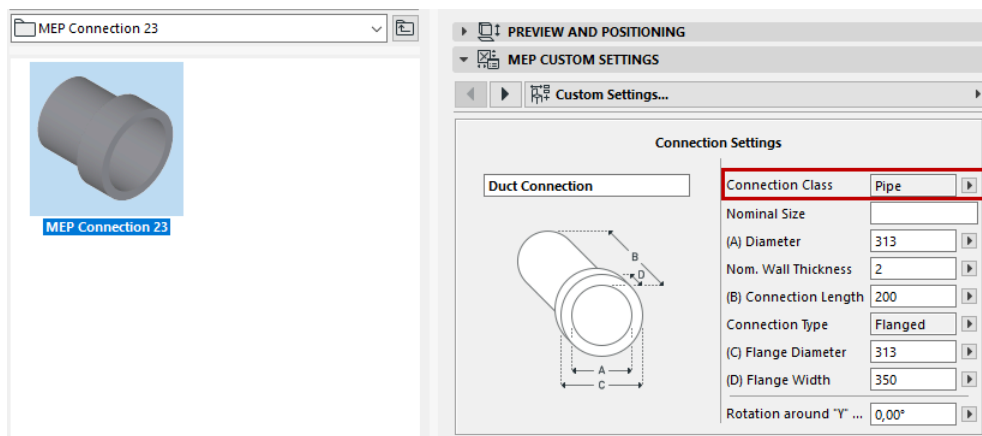 MEP Connection 23
MEP Connection 23
PREVIEW AND POSITIONING
MEP CUSTOM SETTINGS
Custom Settings...
Connection Settings
Duct Connection
B
D
A
C
Connection Class Pipe
Nominal Size
(A) Diameter 313
Nom. Wall Thickness 2
(B) Connection Length 200
Connection Type Flanged
(C) Flange Diameter 313
(D) Flange Width 350
Rotation around "Y" ... 0,00°